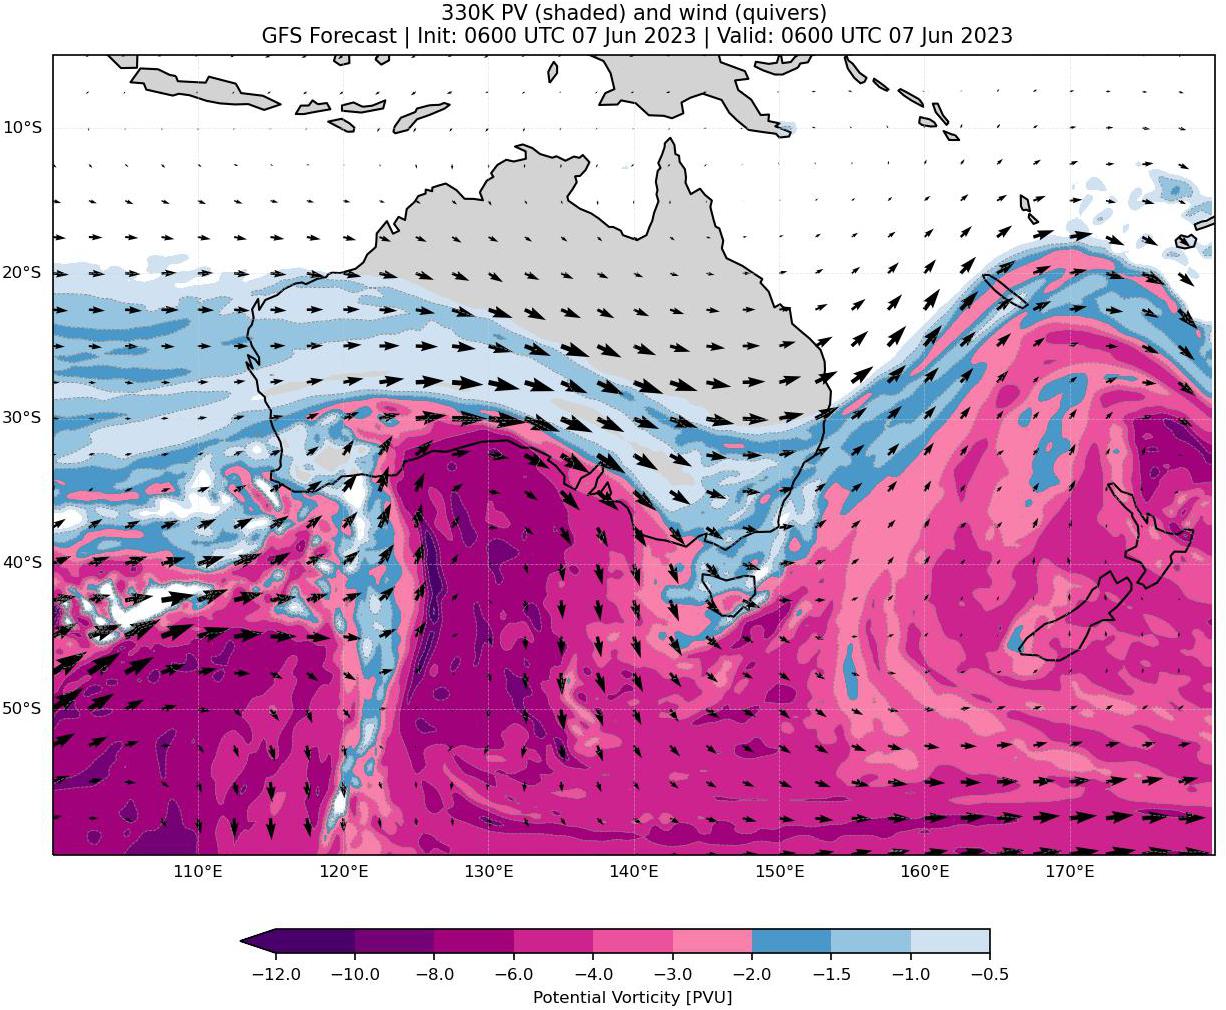 330K PV (shaded) and wind (quivers)
GFS Forecast | Init: 0600 UTC 07 Jun 2023 | Valid: 0600 UTC 07 Jun 2023
10°S
20°S
30°S
40°S
50°S
110°E 120°E 130°E 140°E 150°E 160°E 170°E
−12.0 −10.0 −8.0 −6.0 −4.0 −3.0 −2.0 −1.5 −1.0 −0.5
Potential Vorticity [PVU]